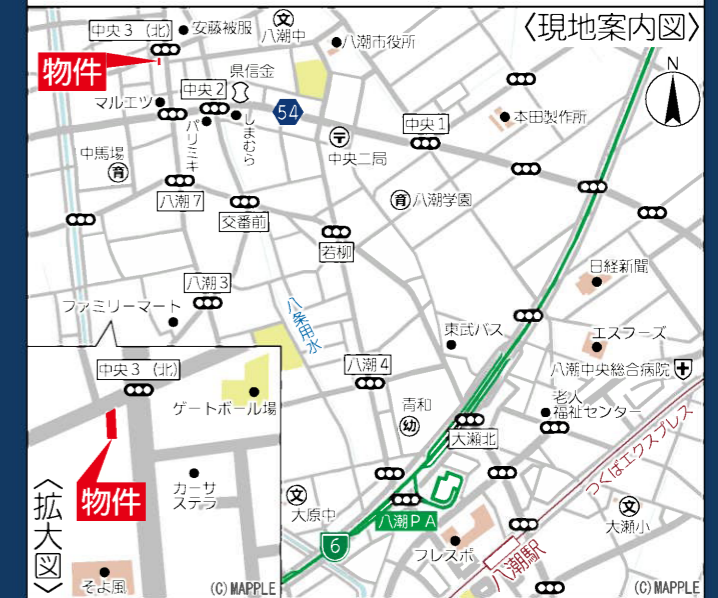 〈現地案内図〉
中央3（北）
安藤被服
八潮中
八潮市役所
N
物件
県信金
中央2
マルエツ
パリミキ
しまむら
54
中央1
本田製作所
中央二局
中馬場
育
八潮7
交番前
育
八潮学園
若柳
八潮3
ファミリーマート
八条用水
日経新聞
東武バス
エスフーズ
八潮中央総合病院
八潮4
老人
福祉センター
青和
幼
大瀬北
つくばエクスプレス
文
大原中
八潮PA
6
文
大瀬小
フレスポ
八潮駅
(C)MAPPLE
中央3（北）
ゲートボール場
物件
カーサ
ステラ
〈拡大図〉
そよ風
(C)MAPPLE
文